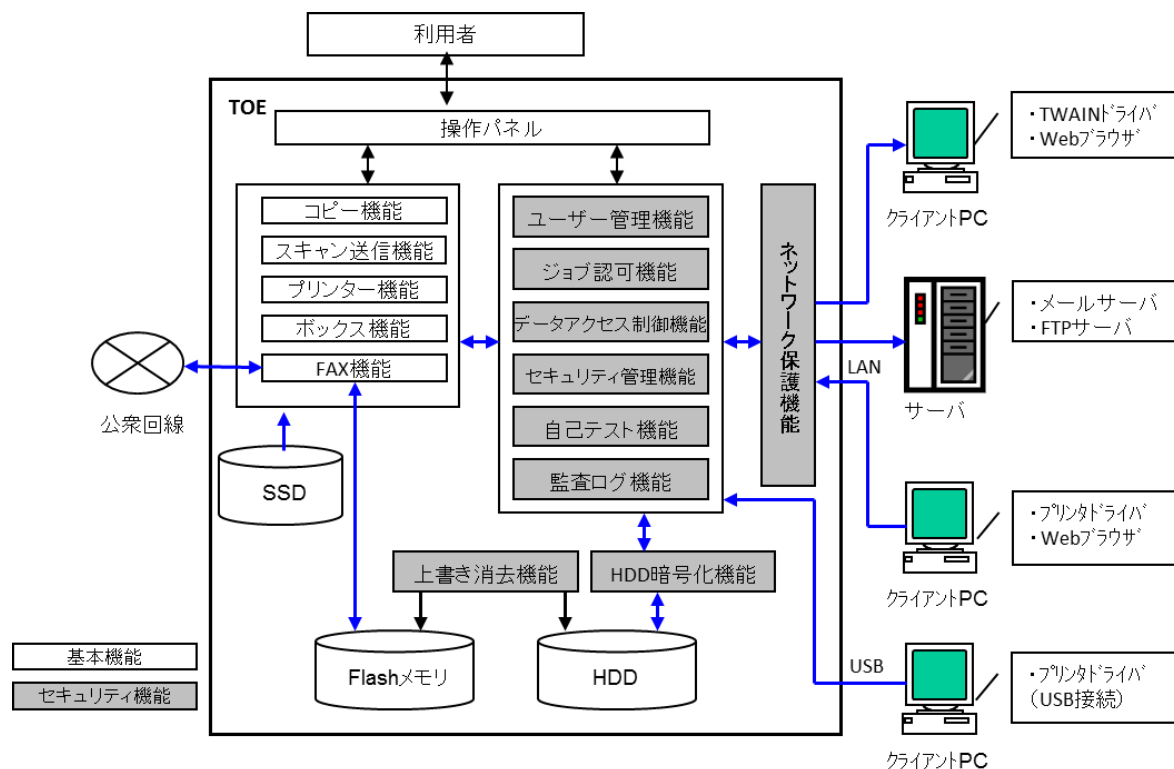 利用者
TOE
操作パネル
コピー機能
スキャン送信機能
プリンター機能
ボックス機能
FAX機能
公衆回線
SSD
ユーザー管理機能
ジョブ認可機能
データアクセス制御機能
セキュリティ管理機能
自己テスト機能
監査ログ機能
ネットワーク保護機能
上書き消去機能
HDD暗号化機能
Flashメモリ
HDD
基本機能
セキュリティ機能
・TWAINドライバ
・Webブラウザ
クライアントPC
・メールサーバ
・FTPサーバ
サーバ
LAN
・プリンタドライバ
・Webブラウザ
クライアントPC
USB
・プリンタドライバ
(USB接続)
クライアントPC